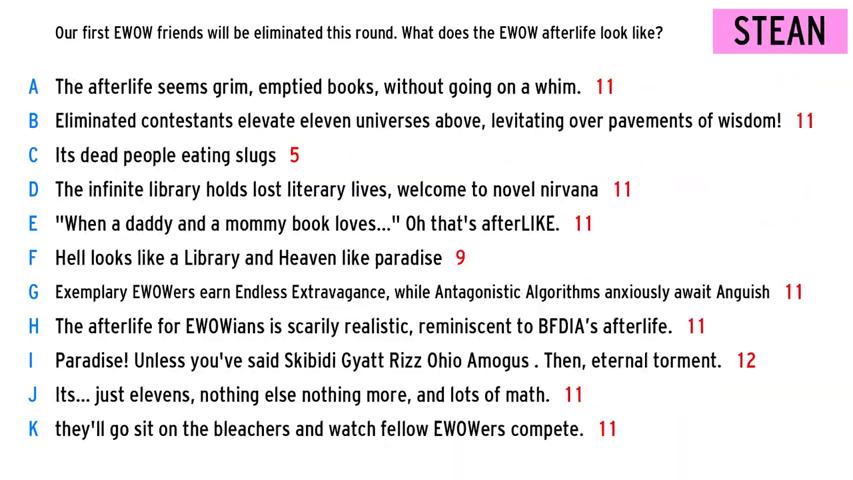 Our first EWOW friends will be eliminated this round. What does the EWOW afterlife look like?
STEAN
A The afterlife seems grim, emptied books, without going on a whim. 11
B Eliminated contestants elevate eleven universes above, levitating over pavements of wisdom! 11
C Its dead people eating slugs 5
D The infinite library holds lost literary lives, welcome to novel nirvana 11
E "When a daddy and a mommy book loves..." Oh that's afterLIKE. 11
F Hell looks like a Library and Heaven like paradise 9
G Exemplary EWOWers earn Endless Extravagance, while Antagonistic Algorithms anxiously await Anguish 11
H The afterlife for EWOWians is scarily realistic, reminiscent to BFDIA's afterlife. 11
I Paradise! Unless you've said Skibidi Gyatt Rizz Ohio Amogus . Then, eternal torment. 12
J Its... just elevens, nothing else nothing more, and lots of math. 11
K they'll go sit on the bleachers and watch fellow EWOWers compete. 11